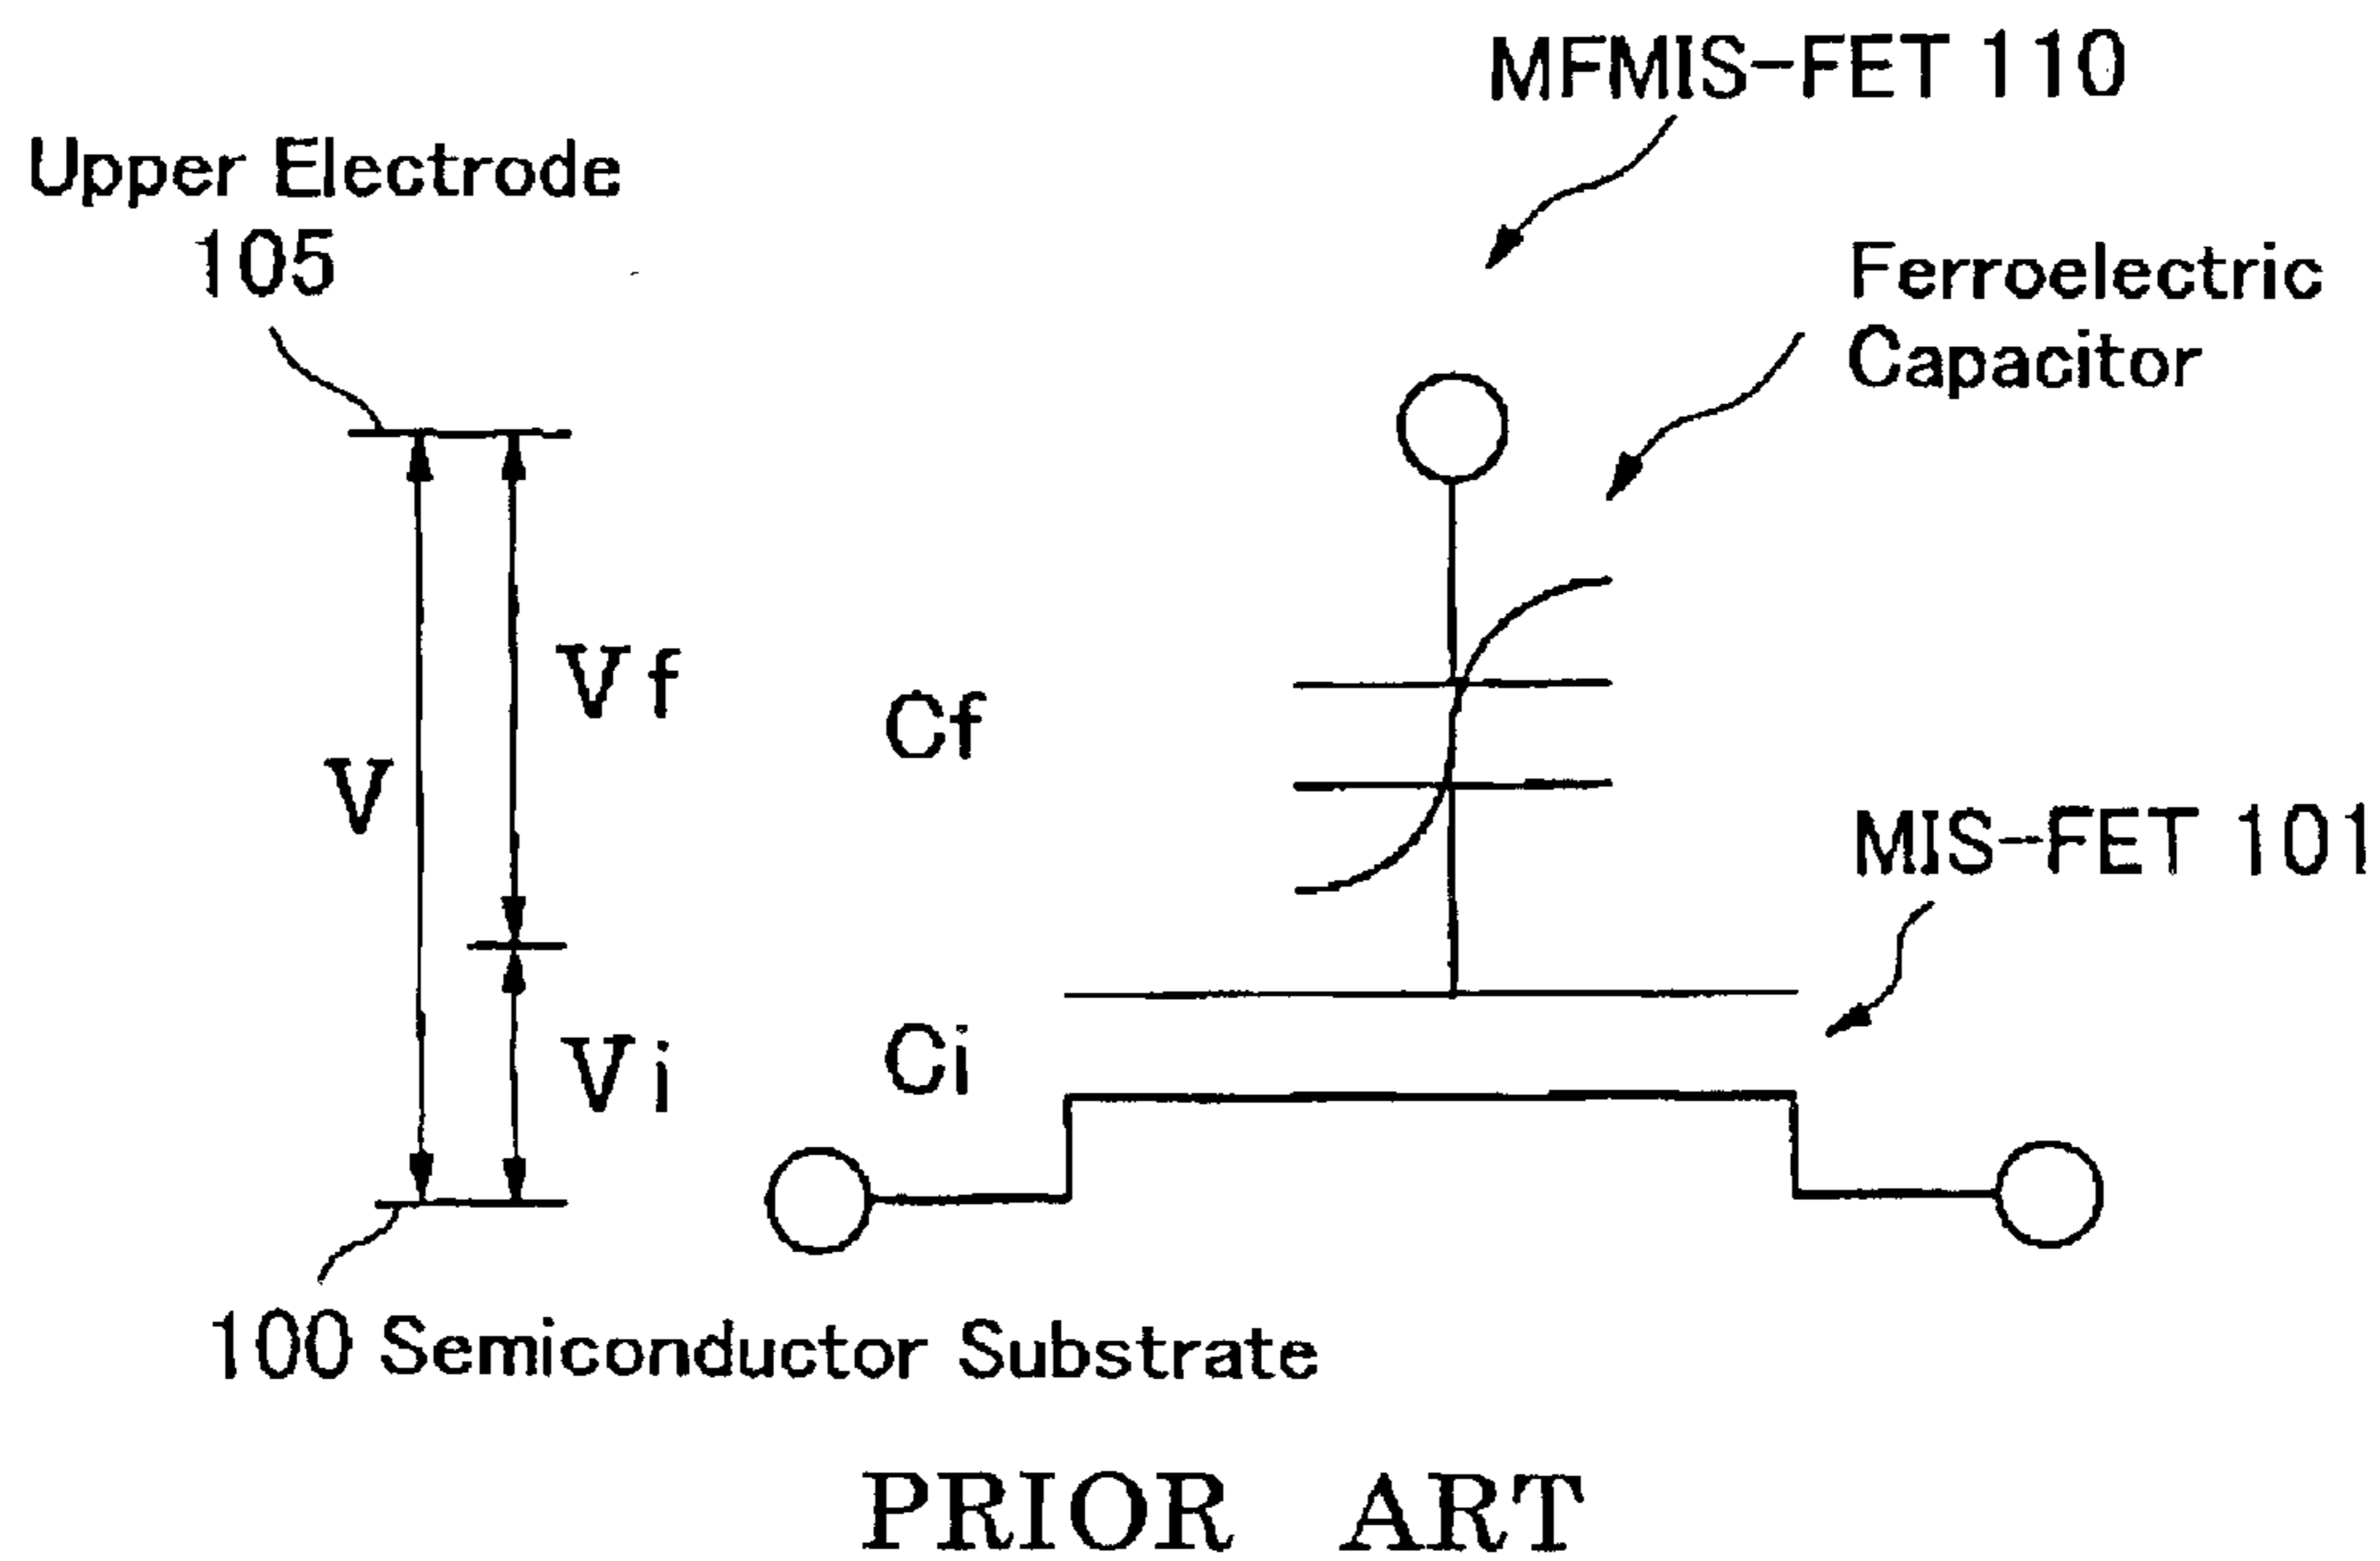 MFMIS-FET 110
Upper Electrode
105
Ferroelectric
Capacitor
Vf
Cf
V
MIS-FET 101
Ci
Vi
100 Semiconductor Substrate
PRIOR ART